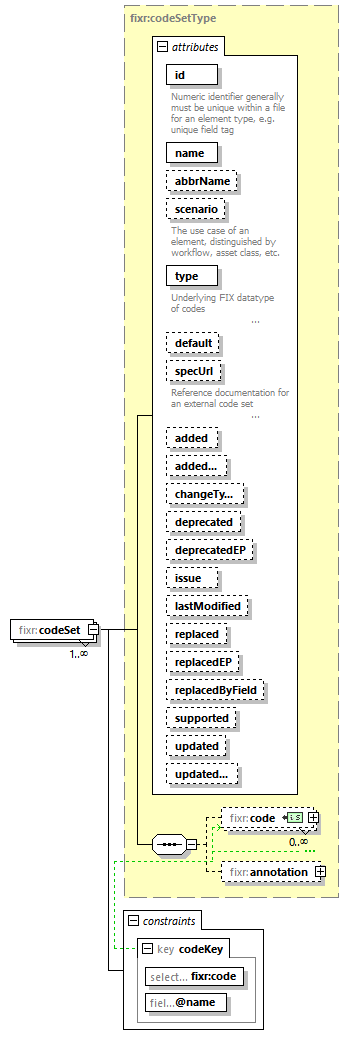 fixr:codeSetType
attributes
id
Numeric identifier generally
must be unique within a file
for an element type, e.g.
unique field tag
name
abbrName
scenario
The use case of an
element, distinguished by
workflow, asset class, etc.
type
Underlying FIX datatype
of codes
...
default
specUrl
Reference documentation for
an external code set
...
added
added...
changeTy...
deprecated
deprecatedEP
issue
lastModified
replaced
replacedEP
replacedByField
supported
updated
updated...
fixr:codeSet
1..∞
fixr:code
is
0..∞
fixr:annotation
constraints
key codeKey
select... fixr:code
fiel... @name